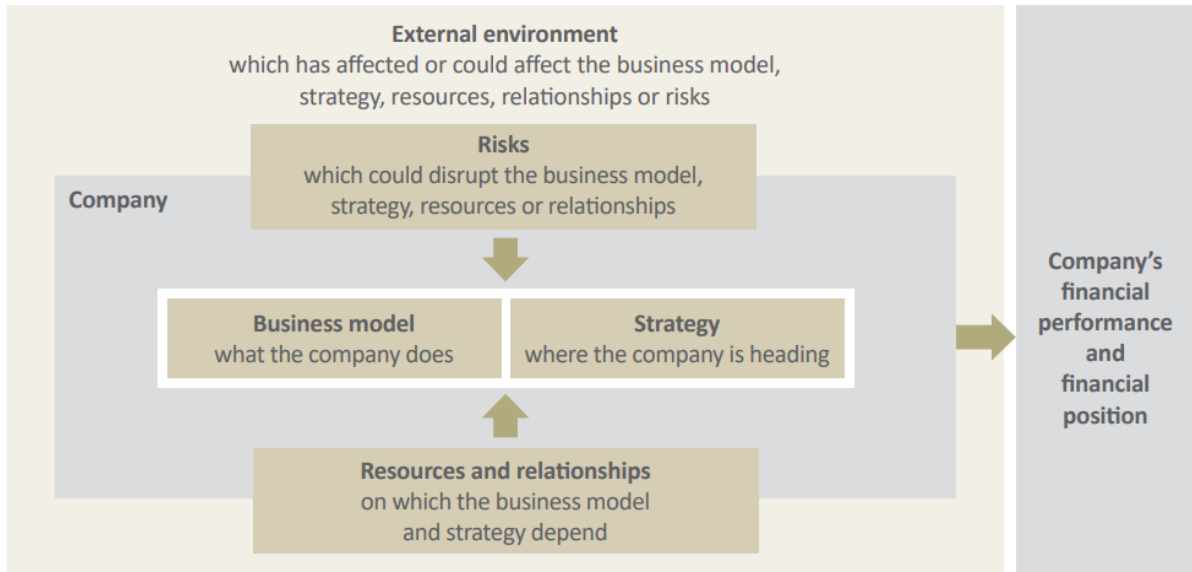 External environment
which has affected or could affect the business model,
strategy, resources, relationships or risks
Risks
which could disrupt the business model,
strategy, resources or relationships
Company
Business model
what the company does
Strategy
where the company is heading
Resources and relationships
on which the business model
and strategy depend
Company’s
financial
performance
and
financial
position